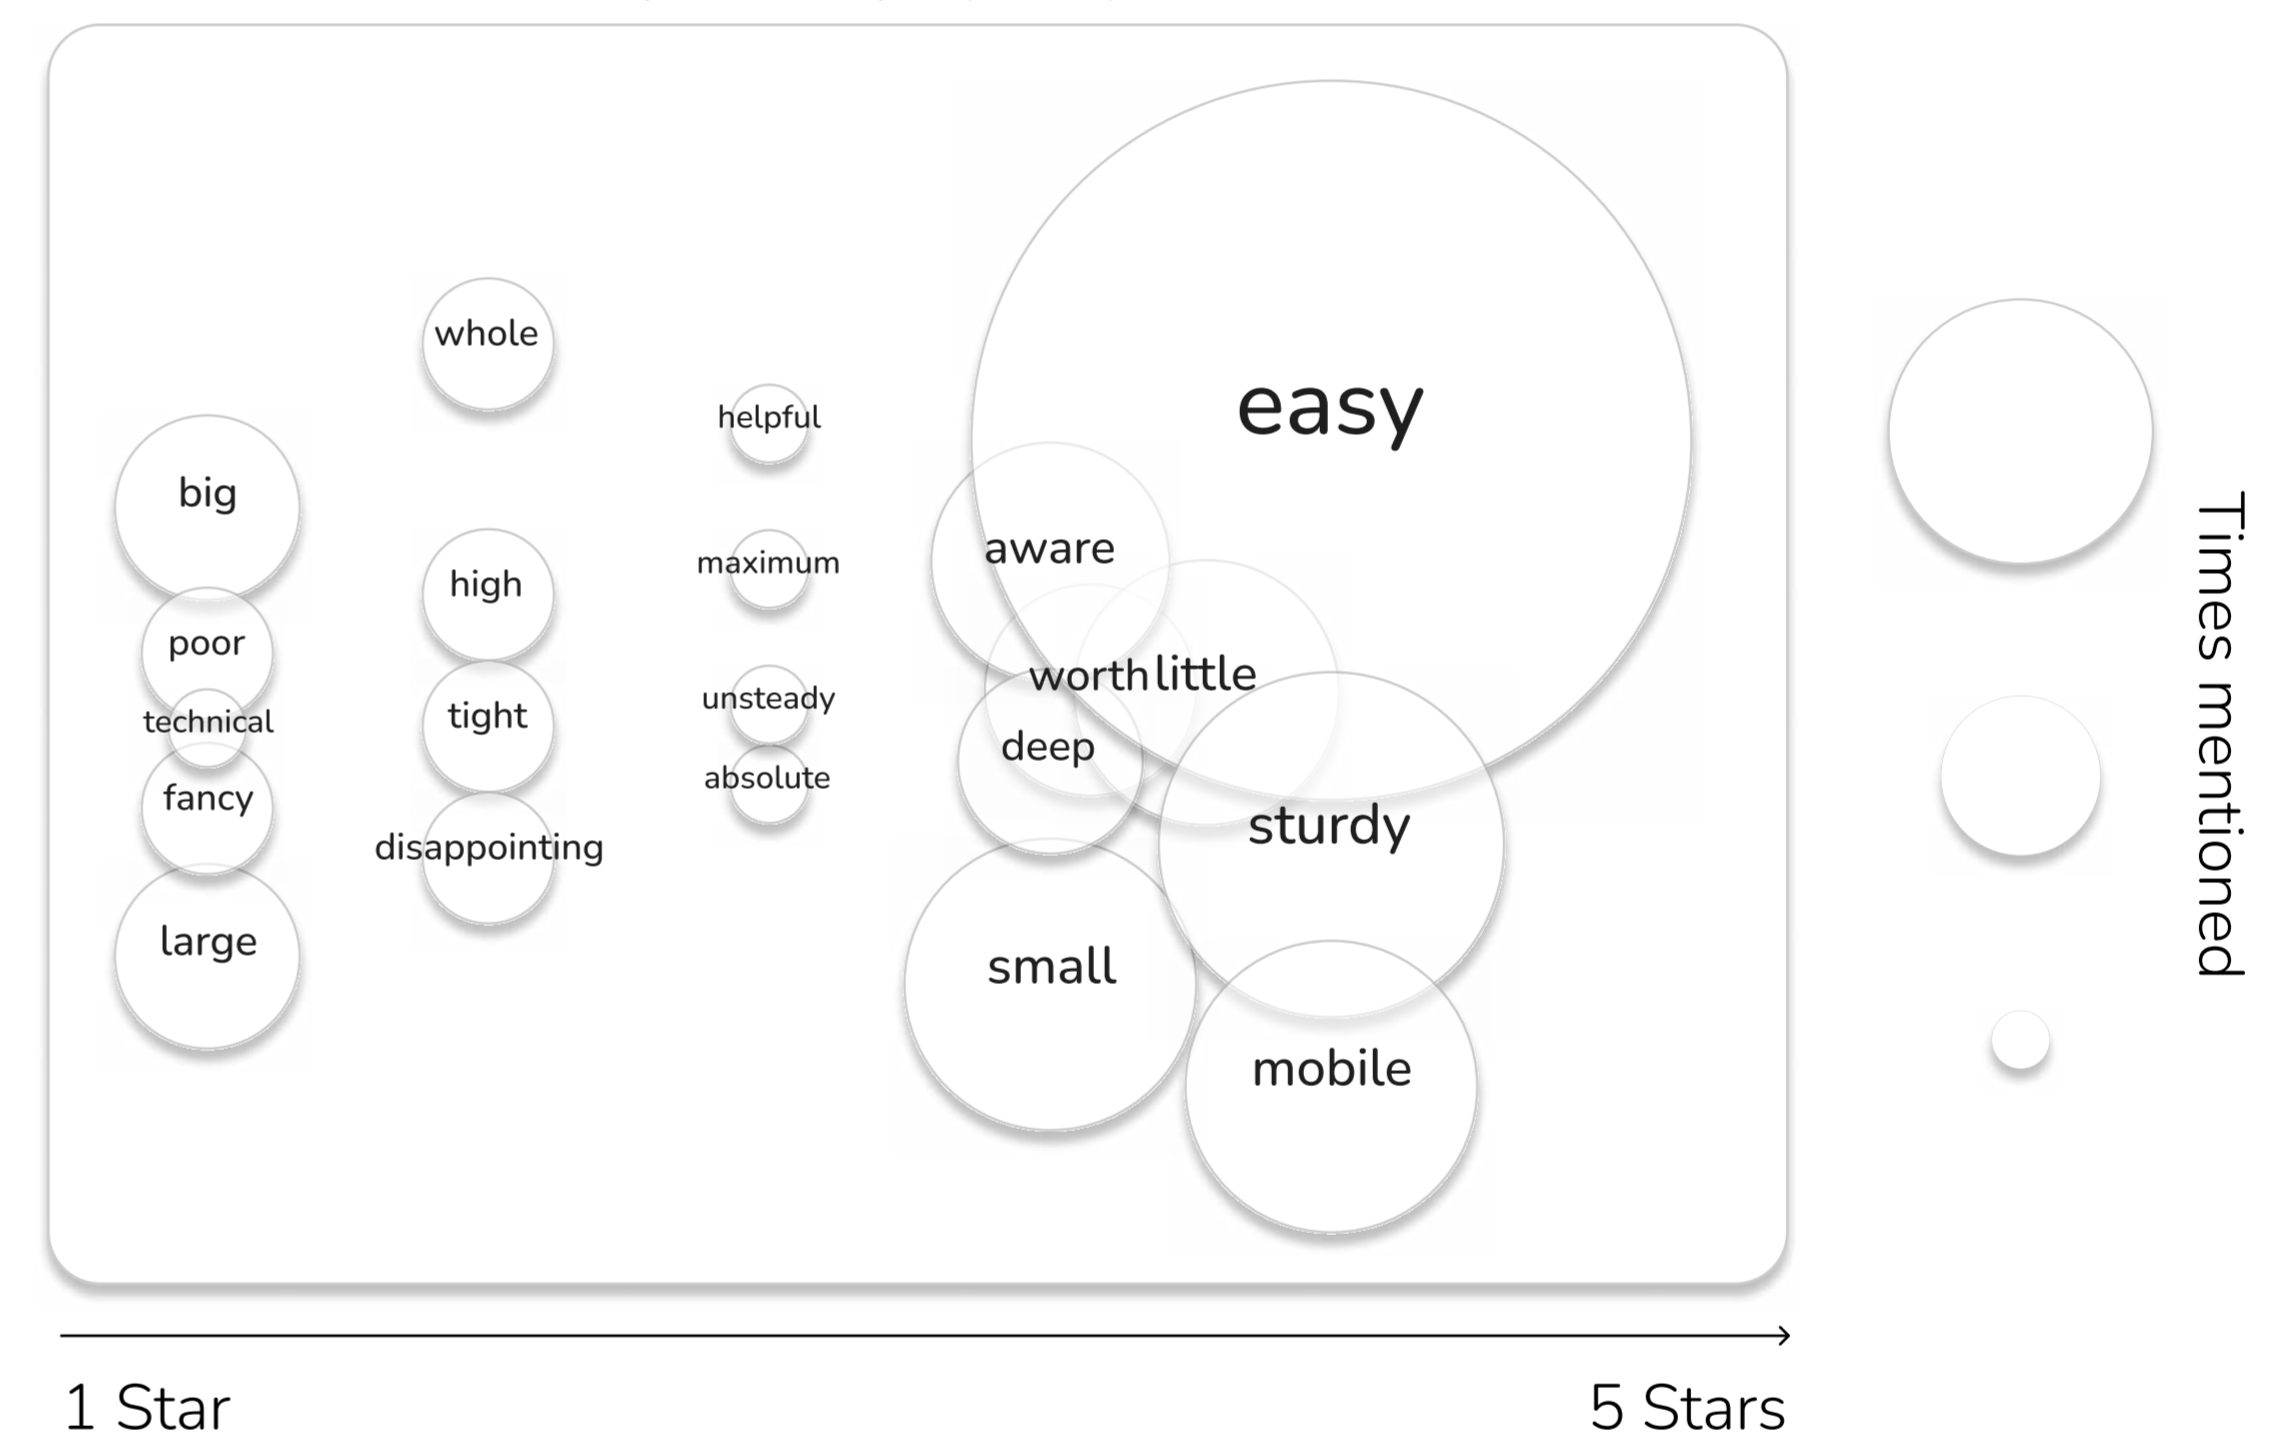 easy
whole
helpful
big
aware
high
maximum
poor
worth
little
unsteady
tight
technical
deep
absolute
fancy
sturdy
disappointing
large
small
mobile
Times mentioned
1 Star
5 Stars